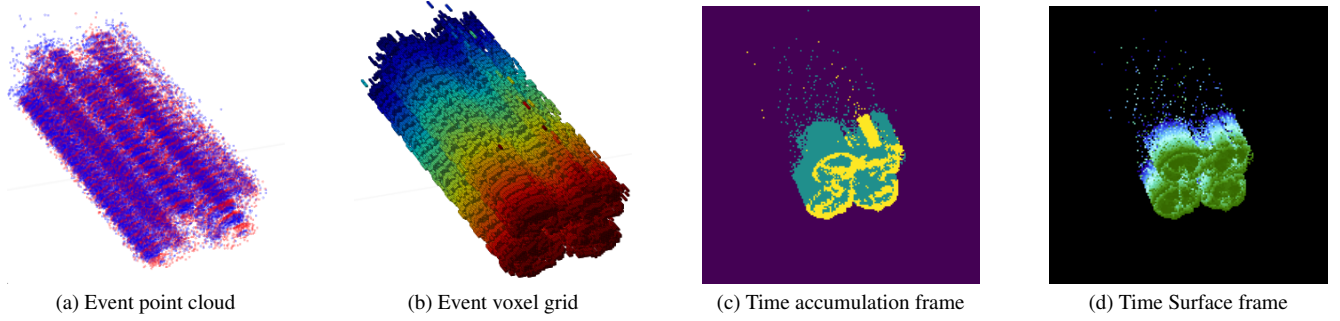 (a) Event point cloud
(b) Event voxel grid
(c) Time accumulation frame
(d) Time Surface frame